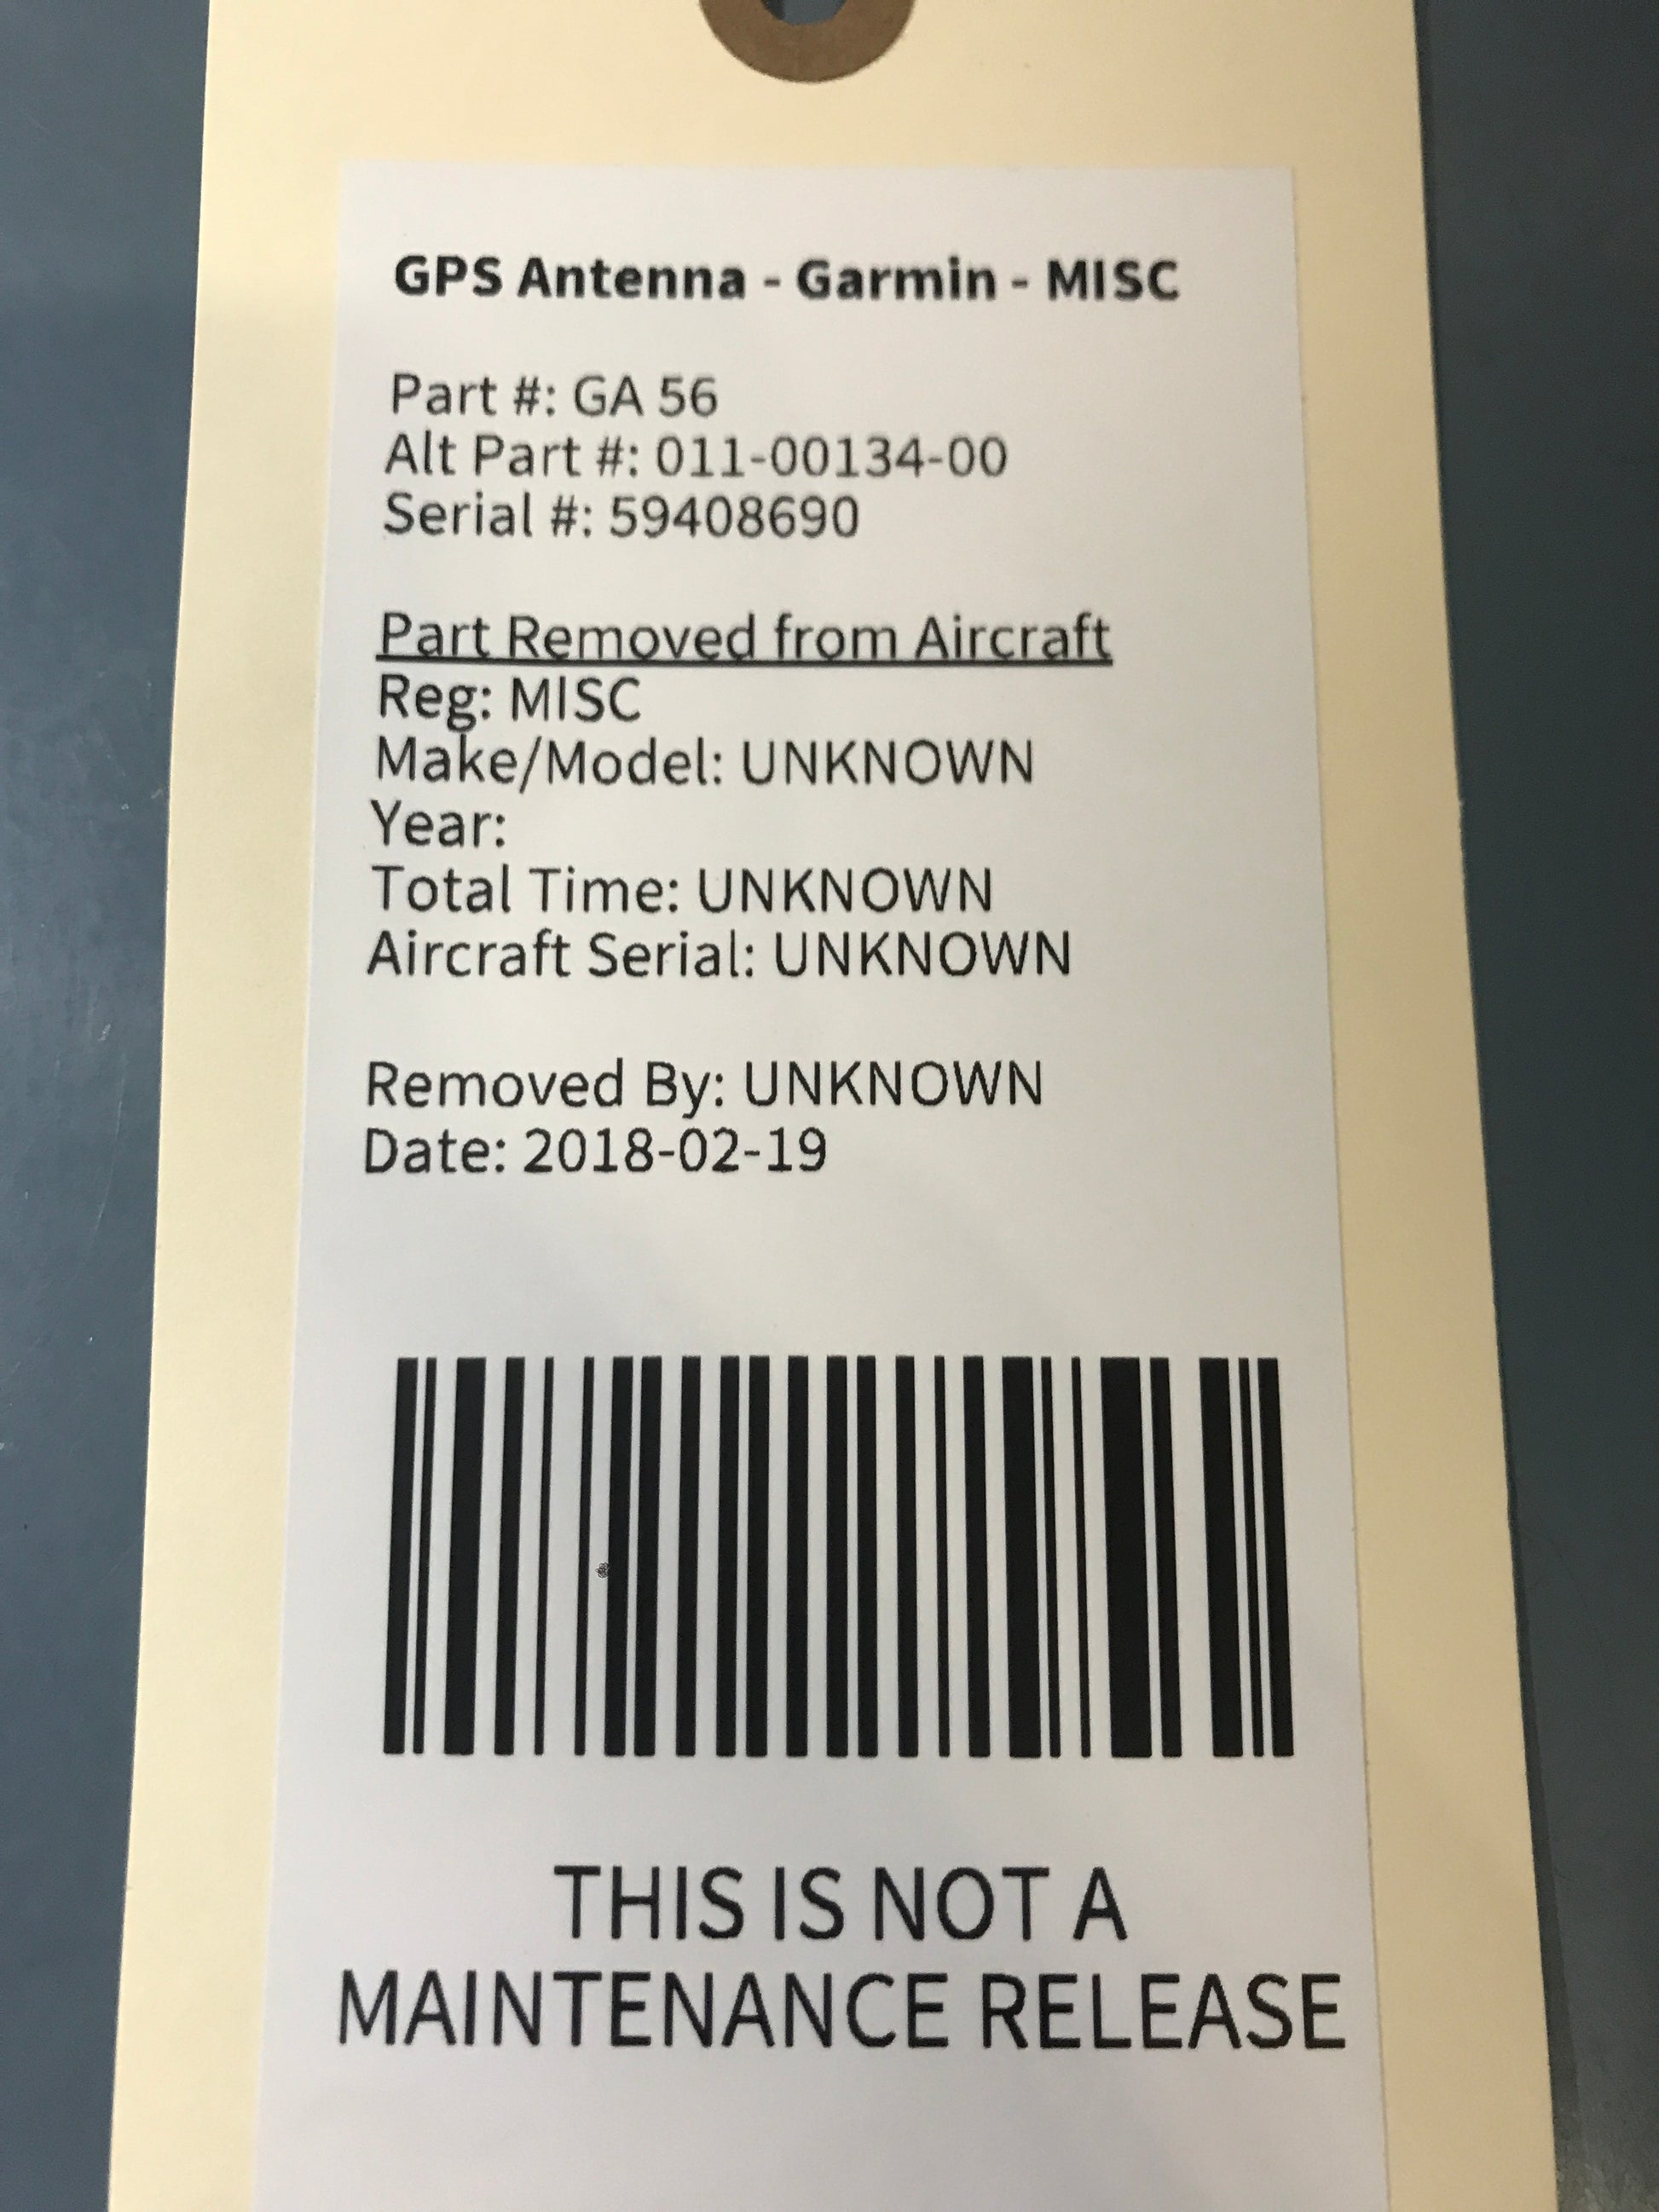 GPS Antenna - Garmin - MISC
Part #: GA 56
Alt Part #: 011-00134-00
Serial #: 59408690
Part Removed from Aircraft
Reg: MISC
Make/Model: UNKNOWN
Year:
Total Time: UNKNOWN
Aircraft Serial: UNKNOWN
Removed By: UNKNOWN
Date: 2018-02-19
THIS IS NOT A
MAINTENANCE RELEASE